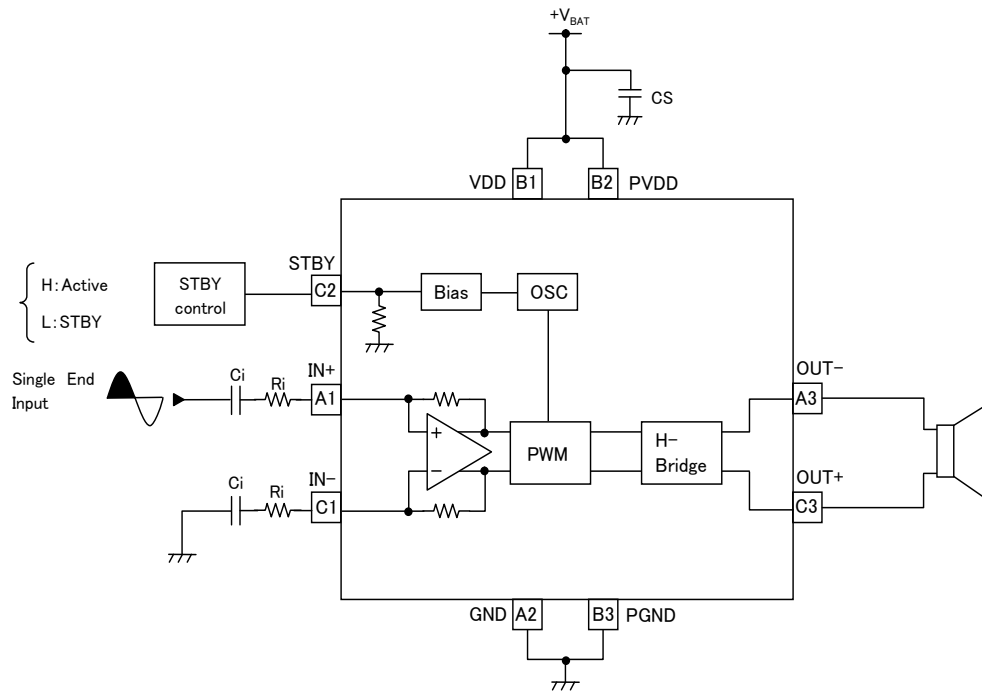 +VBAT
CS
VDD B1 B2 PVDD
STBY
H:Active
L:STBY
STBY
control
C2
Bias
OSC
Single End
Input
Ci
Ri
IN+
A1
+
−
PWM
H-
Bridge
OUT-
A3
Ci
Ri
IN-
C1
OUT+
C3
GND A2 B3 PGND